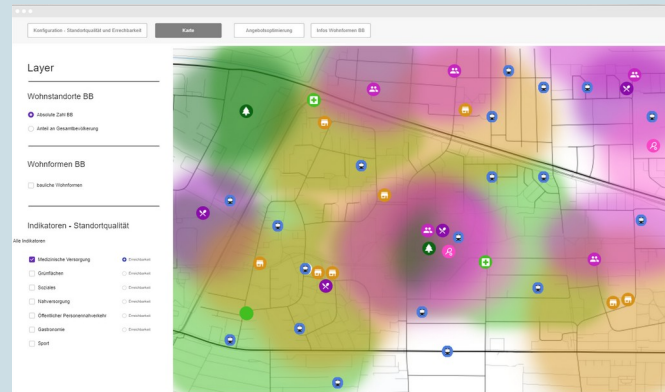 Konfiguration - Standortqualität und Erreichbarkeit
Karte
Angebotsoptimierung
Infos Wohnformen BB
Layer
Wohnstandorte BB
Absolute Zahl BB
Anteil an Gesamtbevölkerung
Wohnformen BB
bauliche Wohnformen
Indikatoren - Standortqualität
Alle Indikatoren
Medizinische Versorgung Erreichbarkeit
Grünflächen Erreichbarkeit
Soziales Erreichbarkeit
Nahversorgung Erreichbarkeit
Öffentlicher Personennahverkehr Erreichbarkeit
Gastronomie Erreichbarkeit
Sport